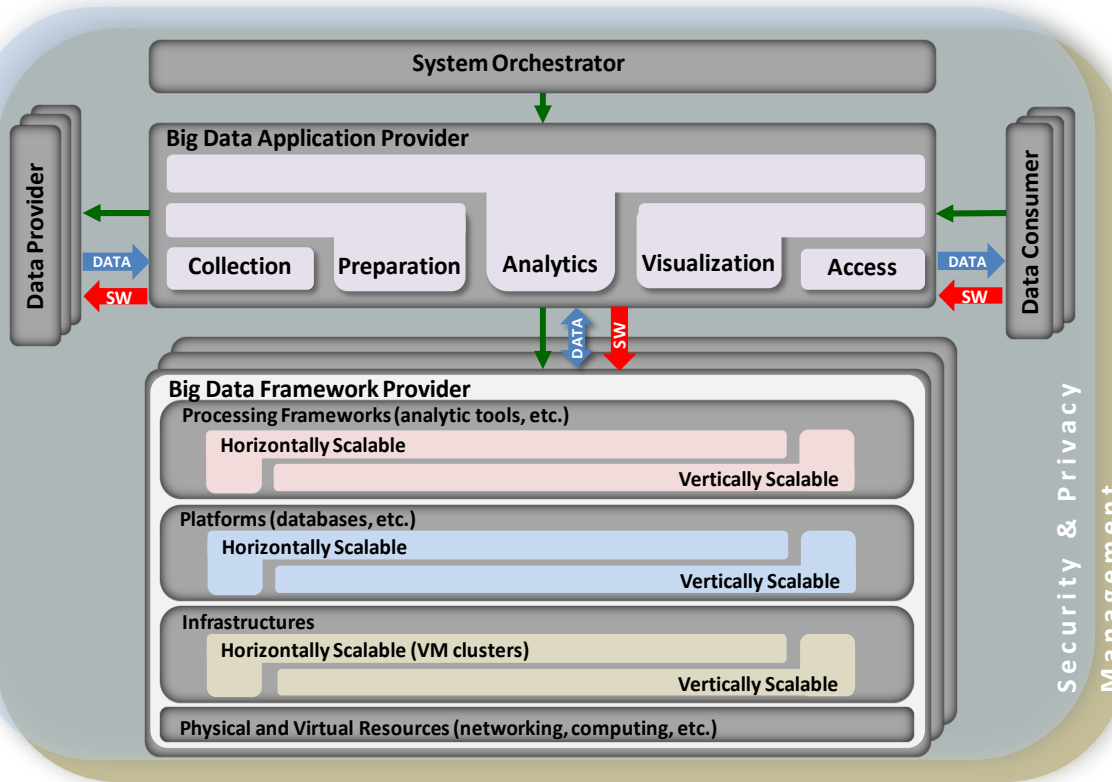 System Orchestrator
Big Data Application Provider
Data Provider
DATA
SW
Collection
Preparation
Analytics
Visualization
Access
DATA
SW
Data Consumer
DATA
SW
Big Data Framework Provider
Processing Frameworks (analytic tools, etc.)
Horizontally Scalable
Vertically Scalable
Platforms (databases, etc.)
Horizontally Scalable
Vertically Scalable
Infrastructures
Horizontally Scalable (VM clusters)
Vertically Scalable
Physical and Virtual Resources (networking, computing, etc.)
Security & Privacy
Management